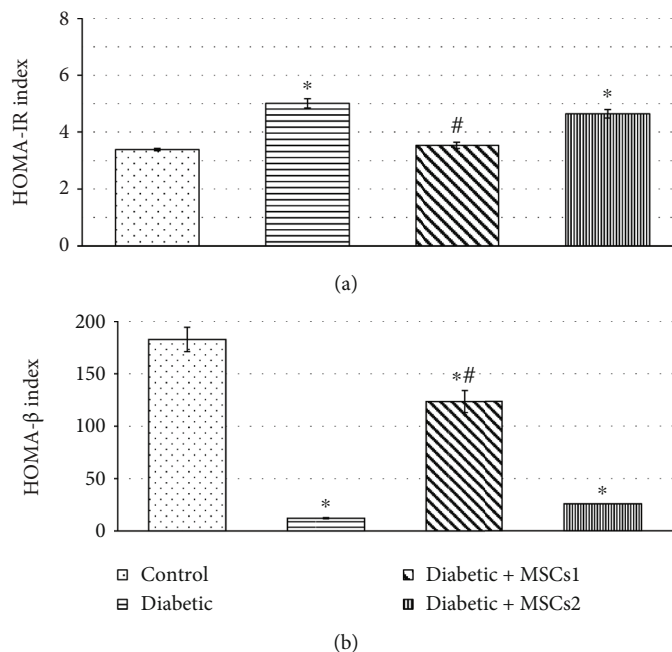 HOMA-IR index
8
6
4
2
0
*
#
*
(a)
HOMA-β index
200
150
100
50
0
*
*#
*
Control
Diabetic + MSCs1
Diabetic
Diabetic + MSCs2
(b)